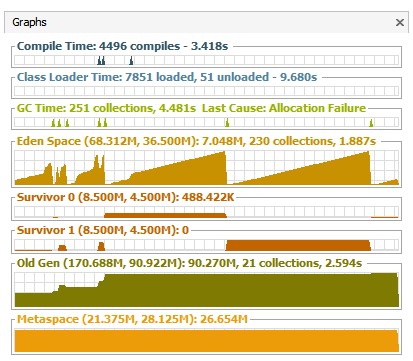 Graphs
Compile Time: 4496 compiles - 3.418s
Class Loader Time: 7851 loaded, 51 unloaded - 9.680s
GC Time: 251 collections, 4.481s Last Cause: Allocation Failure
Eden Space (68.312M, 36.500M): 7.048M, 230 collections, 1.887s
Survivor 0 (8.500M, 4.500M): 488.422K
Survivor 1 (8.500M, 4.500M): 0
Old Gen (170.688M, 90.922M): 90.270M, 21 collections, 2.594s
Metaspace (21.375M, 28.125M): 26.654M